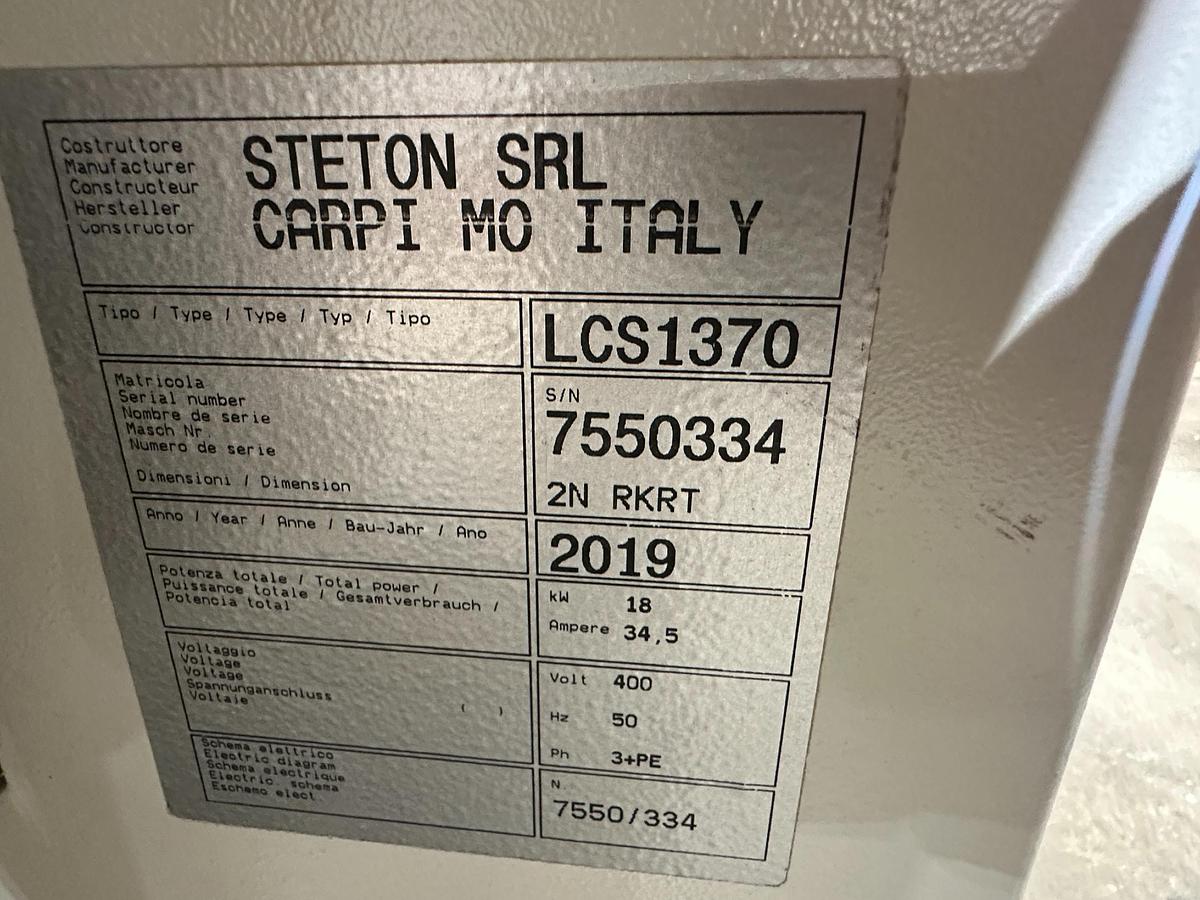 Costruttore
Manufacturer
Constructeur
Hersteller
Constructor
STETON SRL
CARPI MO ITALY
Tipo / Type / Type / Typ / Tipo
LCS1370
Matricola
Serial number
Nombre de serie
Masch Nr.
Numero de serie
Dimensioni / Dimension
S/N
7550334
2N RKRT
Anno / Year / Anne / Bau-Jahr / Ano
2019
Potenza totale / Total power /
Puissance totale / Gesamtverbrauch /
Potencia total
kW 18
Ampere 34,5
Voltaggio
Voltage
Voltage
Spannunganschluss
Voltaje
( )
Volt 400
Hz 50
Ph 3+PE
Schema elettrico
Electric diagram
Schema electrique
Electric. schema
Eschemo elect.
N.
7550/334